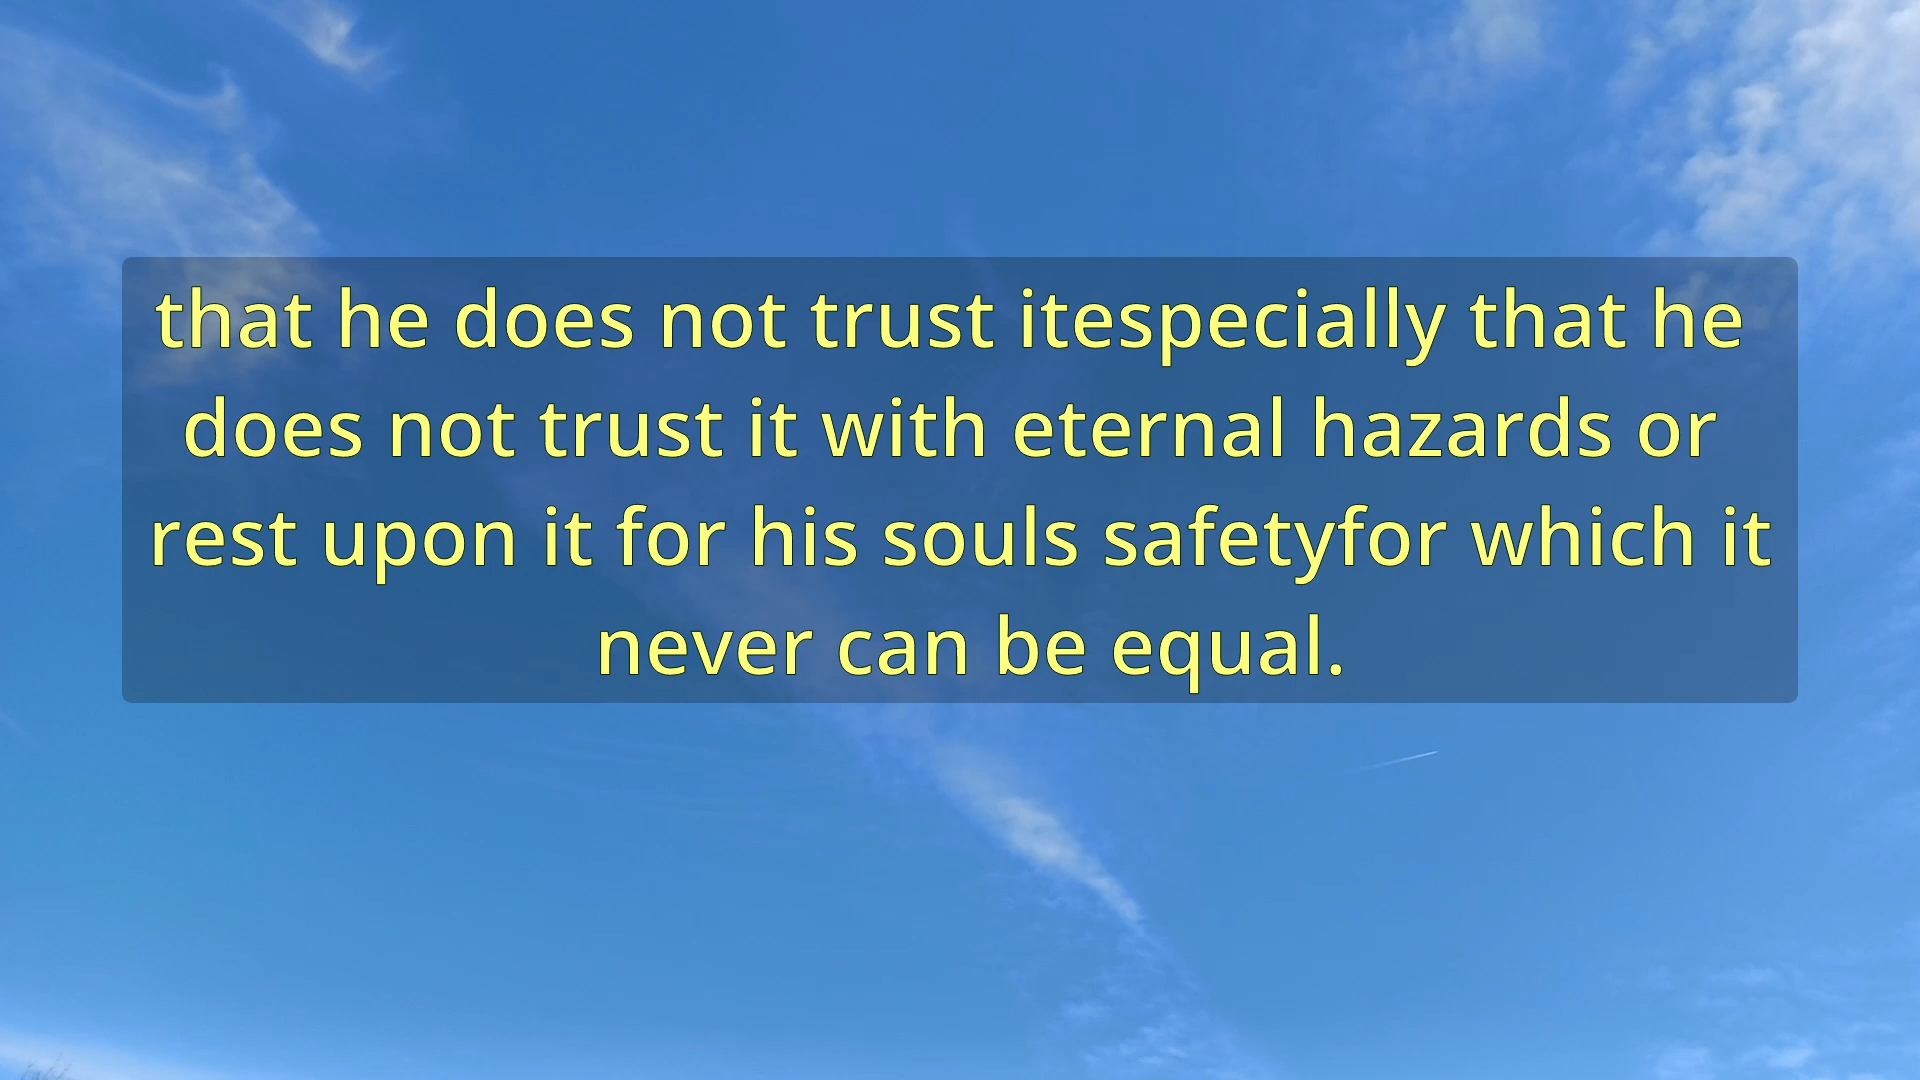 that he does not trust itespecially that he
does not trust it with eternal hazards or
rest upon it for his souls safetyfor which it
never can be equal.